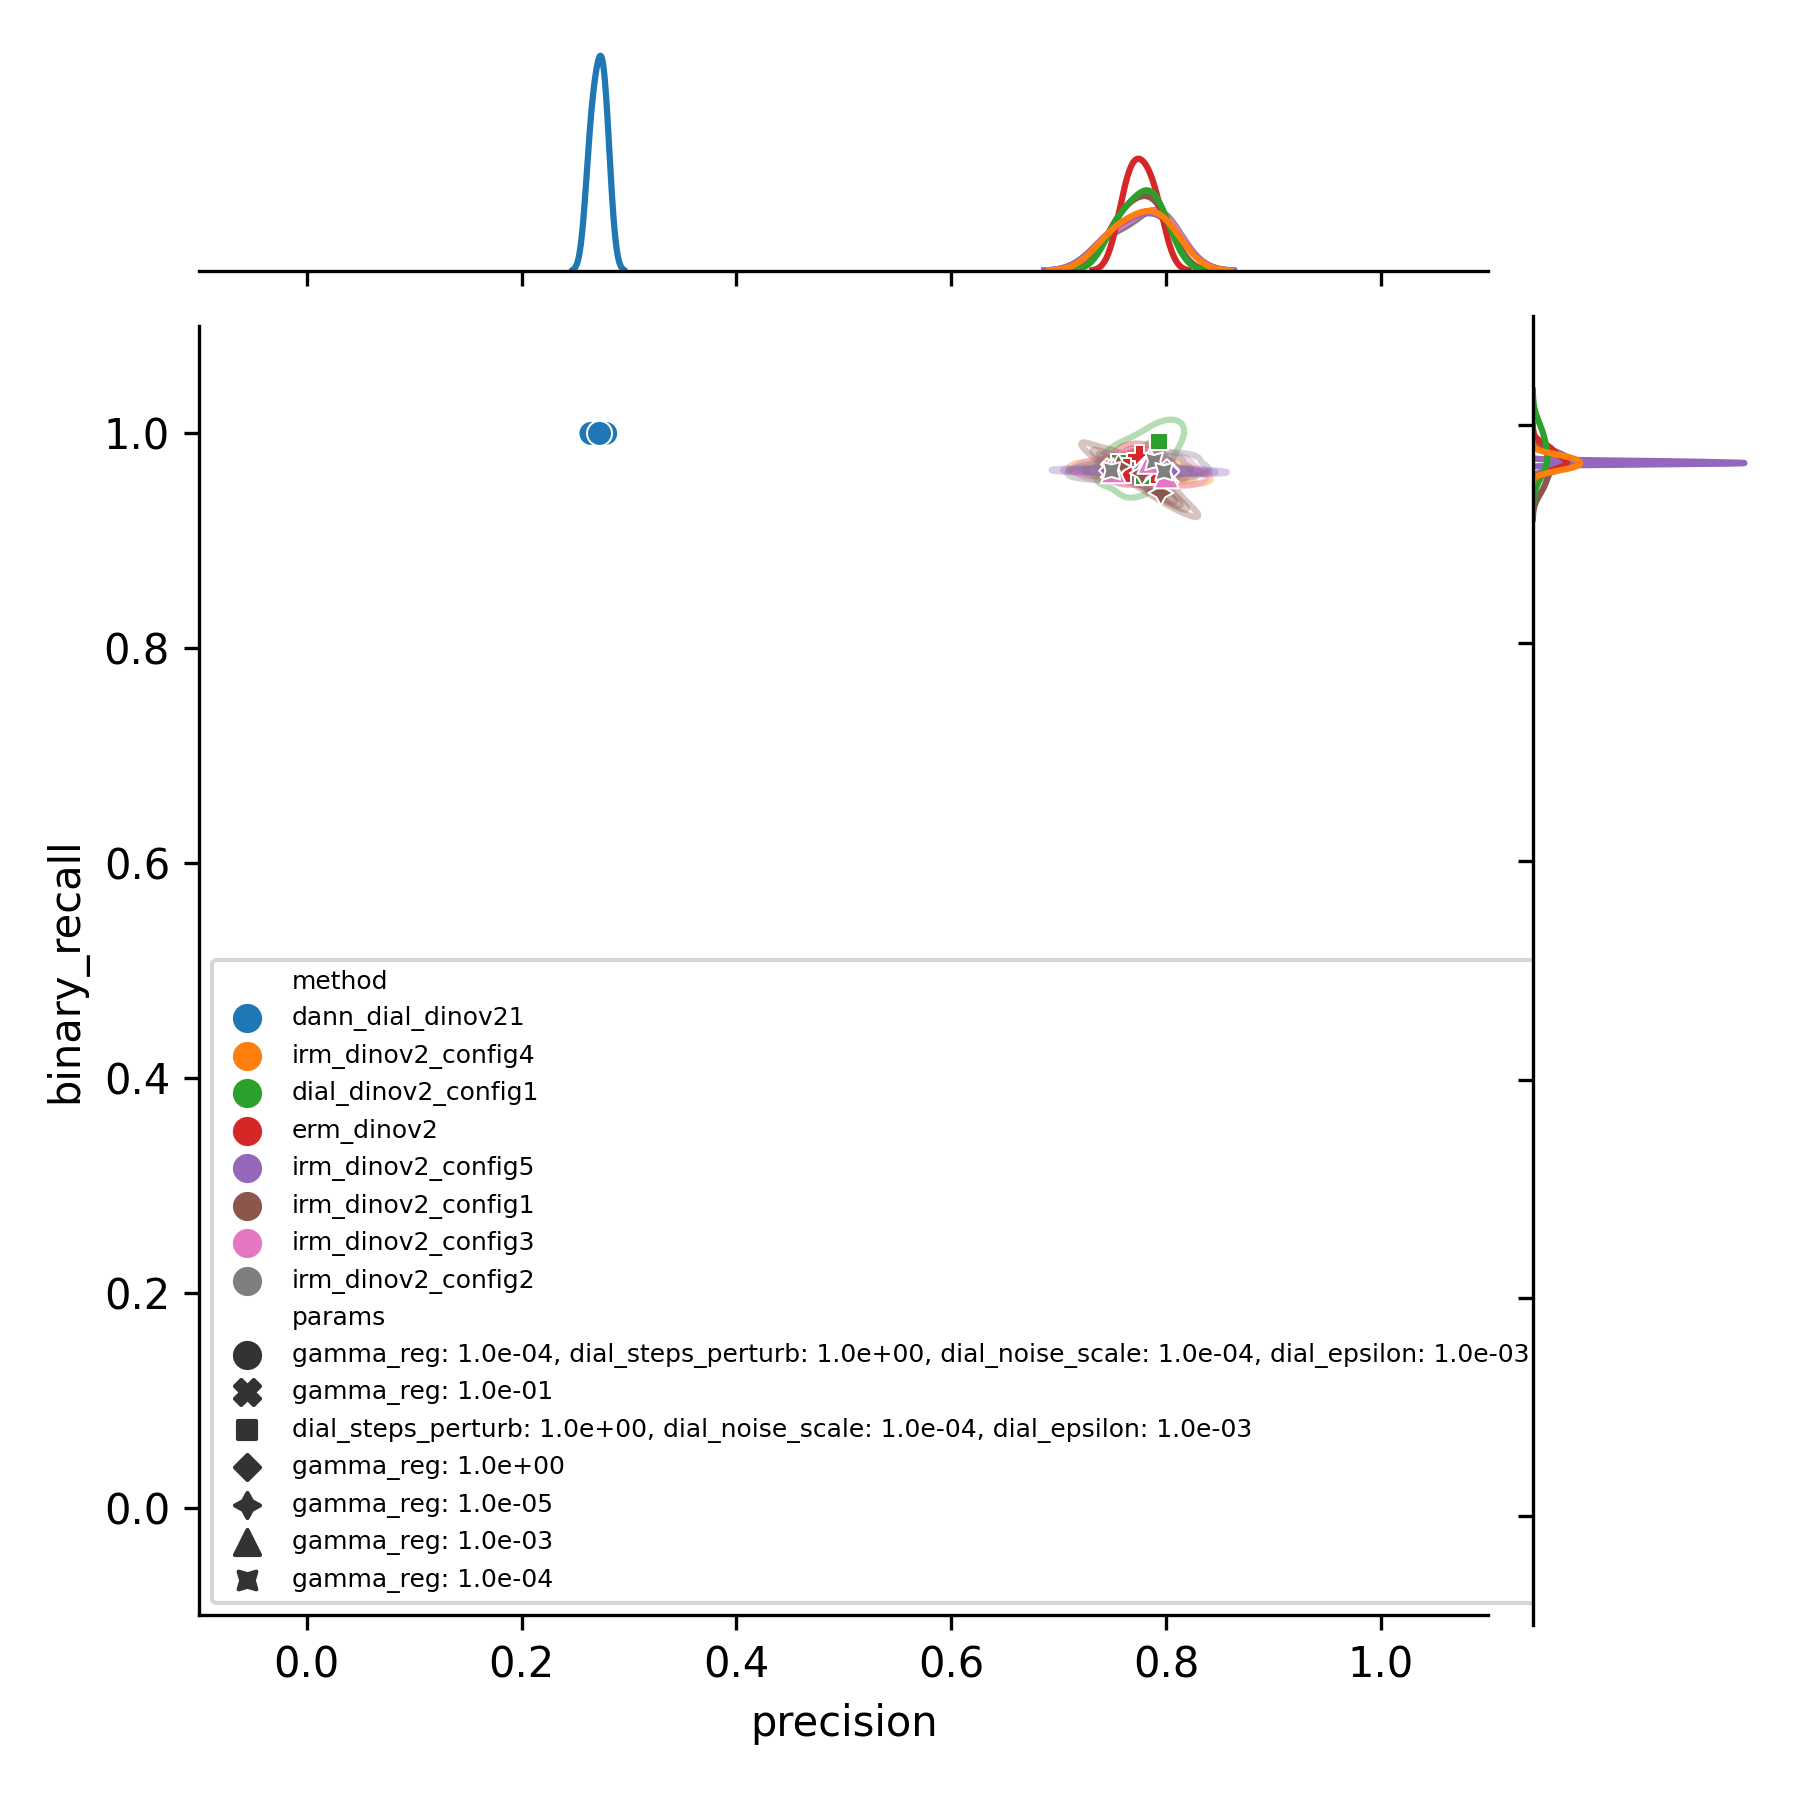 1.0
0.8
0.6
0.4
0.2
0.0
binary_recall
method
dann_dial_dinov21
irm_dinov2_config4
dial_dinov2_config1
erm_dinov2
irm_dinov2_config5
irm_dinov2_config1
irm_dinov2_config3
irm_dinov2_config2
params
gamma_reg: 1.0e-04, dial_steps_perturb: 1.0e+00, dial_noise_scale: 1.0e-04, dial_epsilon: 1.0e-03
gamma_reg: 1.0e-01
dial_steps_perturb: 1.0e+00, dial_noise_scale: 1.0e-04, dial_epsilon: 1.0e-03
gamma_reg: 1.0e+00
gamma_reg: 1.0e-05
gamma_reg: 1.0e-03
gamma_reg: 1.0e-04
0.0 0.2 0.4 0.6 0.8 1.0
precision